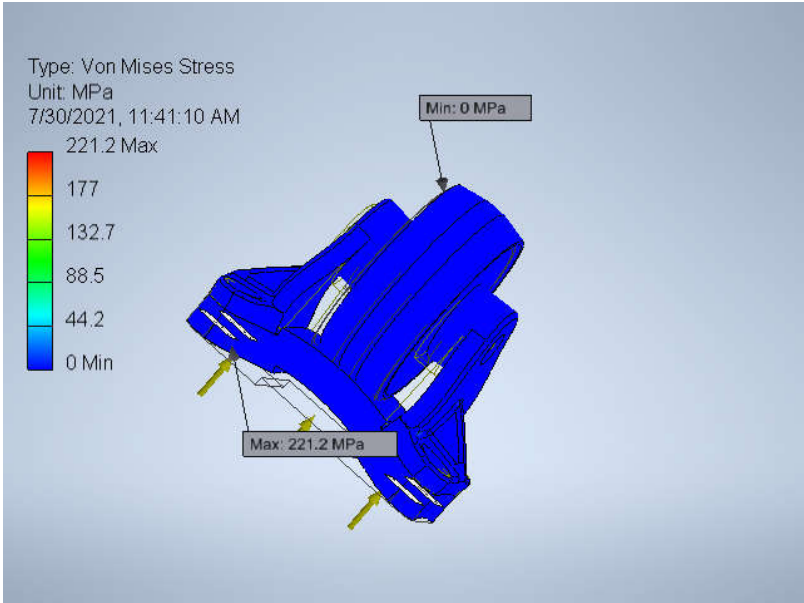 Type: Von Mises Stress
Unit: MPa
7/30/2021, 11:41:10 AM
221.2 Max
177
132.7
88.5
44.2
0 Min
Min: 0 MPa
Max: 221.2 MPa